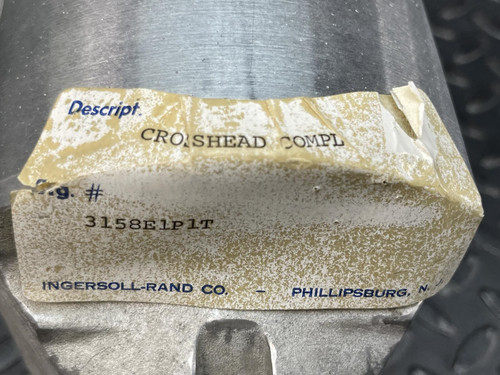 Descript.
CROSSHEAD COMPL
#
3158E1P1T
INGERSOLL-RAND CO. - PHILLIPSBURG, N.